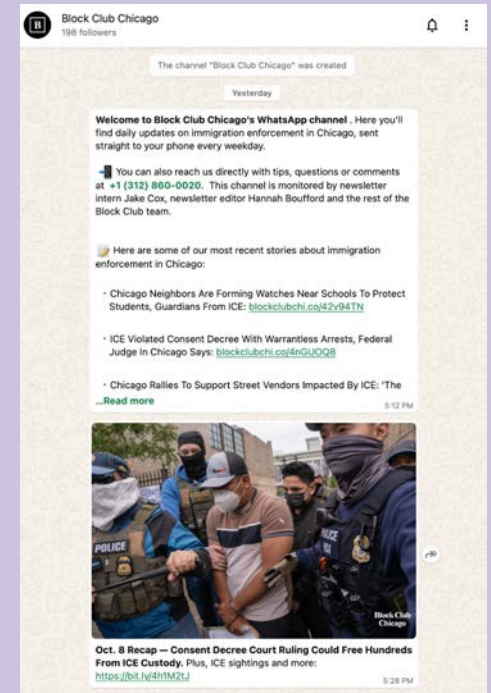 Block Club Chicago
198 followers
The channel "Block Club Chicago" was created
Yesterday
Welcome to Block Club Chicago's WhatsApp channel . Here you'll
find daily updates on immigration enforcement in Chicago, sent
straight to your phone every weekday.
You can also reach us directly with tips, questions or comments
at +1 (312) 860-0020. This channel is monitored by newsletter
intern Jake Cox, newsletter editor Hannah Boufford and the rest of the
Block Club team.
Here are some of our most recent stories about immigration
enforcement in Chicago:
· Chicago Neighbors Are Forming Watches Near Schools To Protect
Students, Guardians From ICE: blockclubchi.co/42v94TN
· ICE Violated Consent Decree With Warrantless Arrests, Federal
Judge In Chicago Says: blockclubchi.co/4nGUOQ8
· Chicago Rallies To Support Street Vendors Impacted By ICE: 'The
...Read more
5:12 PM
POLICE
POLICE
Block Club
Chicago
Oct. 8 Recap — Consent Decree Court Ruling Could Free Hundreds
From ICE Custody. Plus, ICE sightings and more:
https://bit.ly/4h1M2tJ
5:28 PM